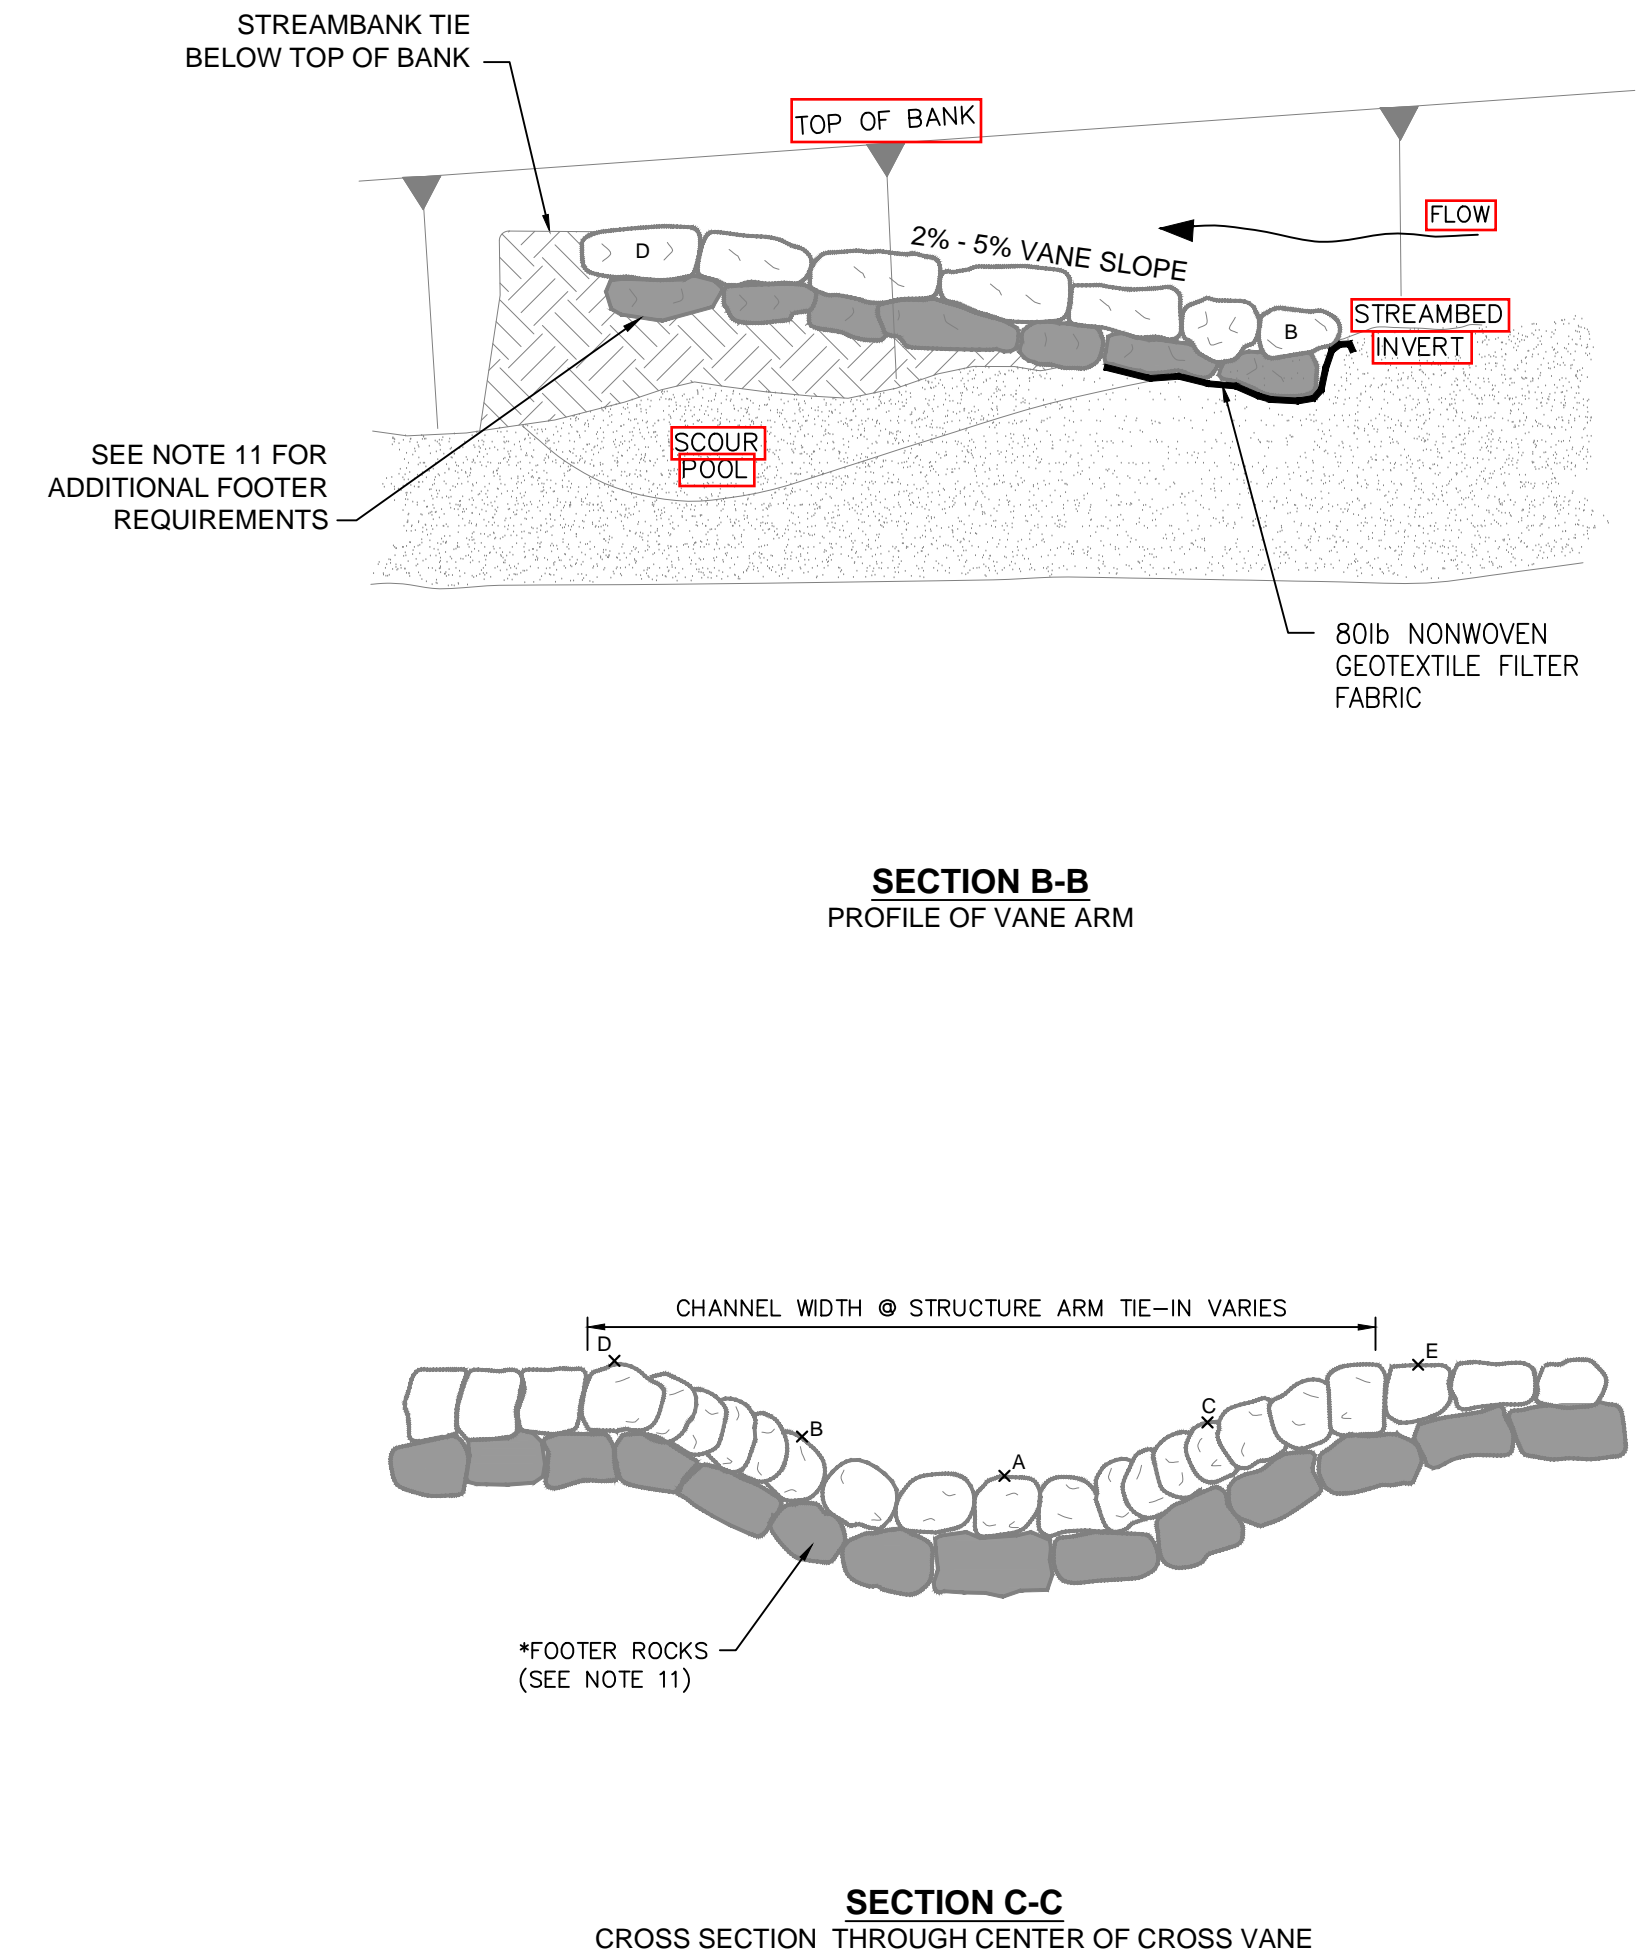 STREAMBANK TIE
BELOW TOP OF BANK
TOP OF BANK
FLOW
2% - 5% VANE SLOPE
D
B
STREAMBED
INVERT
SCOUR
POOL
SEE NOTE 11 FOR
ADDITIONAL FOOTER
REQUIREMENTS
80lb NONWOVEN
GEOTEXTILE FILTER
FABRIC
SECTION B-B
PROFILE OF VANE ARM
CHANNEL WIDTH @ STRUCTURE ARM TIE-IN VARIES
D
E
C
B
A
*FOOTER ROCKS
(SEE NOTE 11)
SECTION C-C
CROSS SECTION THROUGH CENTER OF CROSS VANE